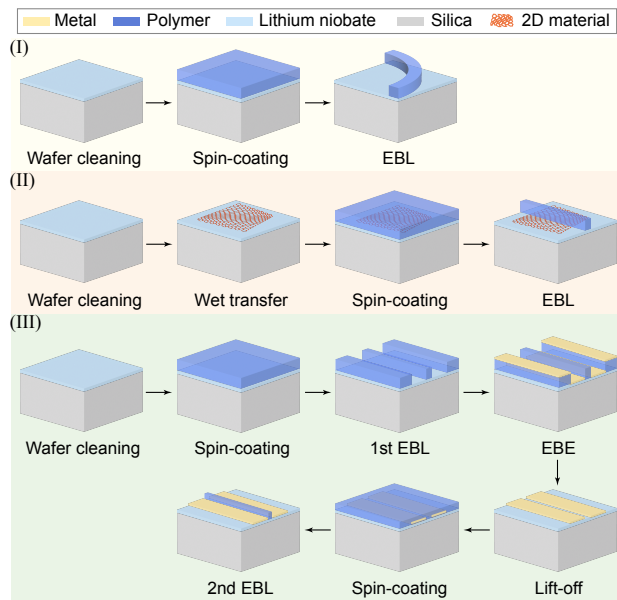 Metal Polymer Lithium niobate Silica 2D material
(I)
Wafer cleaning Spin-coating EBL
(II)
Wafer cleaning Wet transfer Spin-coating EBL
(III)
Wafer cleaning Spin-coating 1st EBL EBE
2nd EBL Spin-coating Lift-off